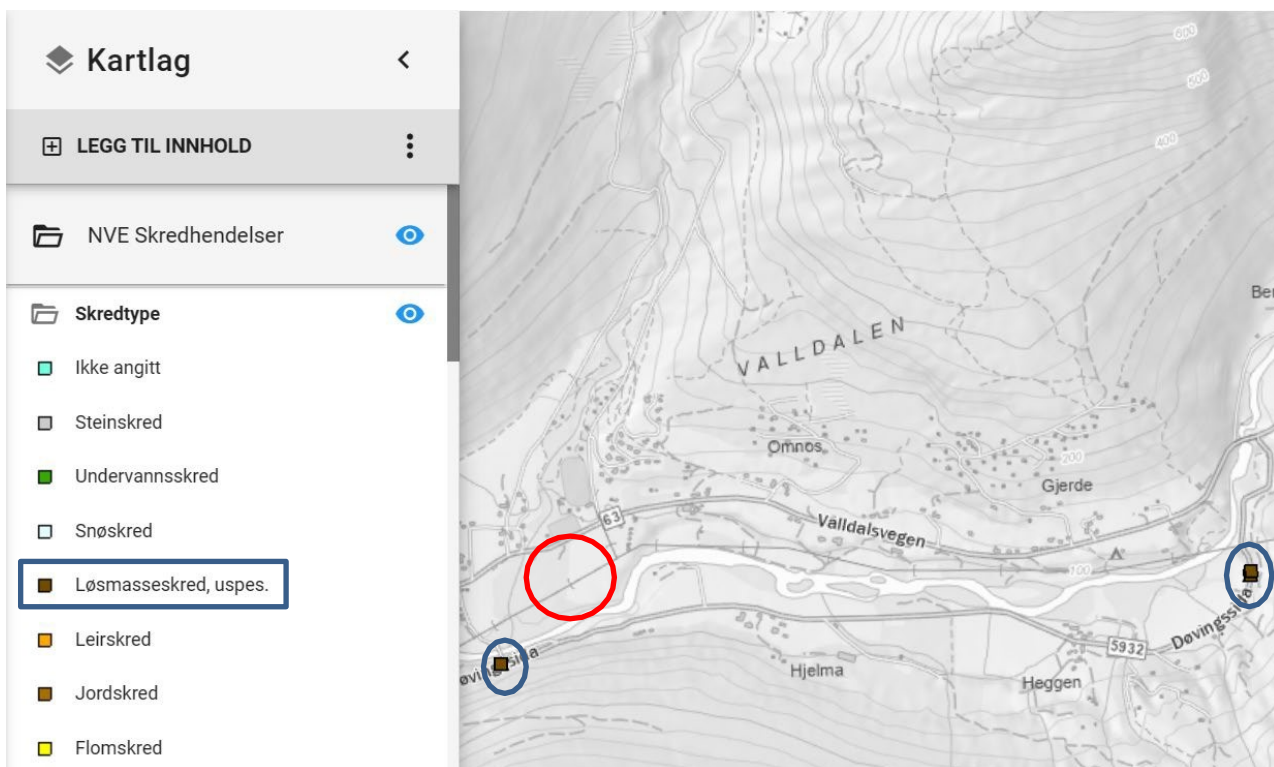 Kartlag
LEGG TIL INNHOLD
NVE Skredhendelser
Skredtype
Ikke angitt
Steinskred
Undervannsskred
Snøskred
Løsmasseskred, uspes.
Leirskred
Jordskred
Flomskred
600
500
400
VALLDALEN
Omnos
200
Gjerde
63
Valldalsvegen
100
5932
Døvingssida
Hjelma
Heggen